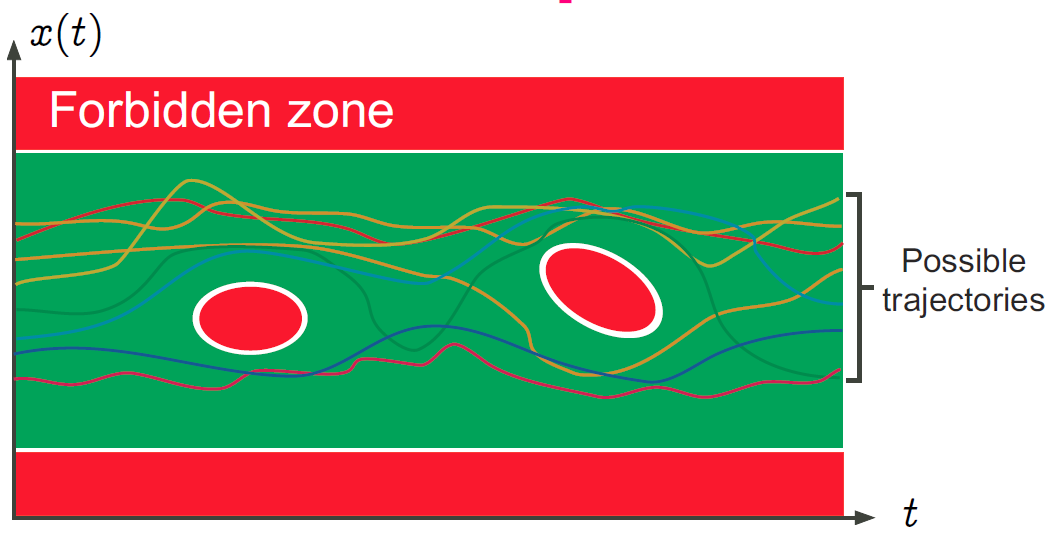 x(t)
Forbidden zone
Possible
trajectories
t